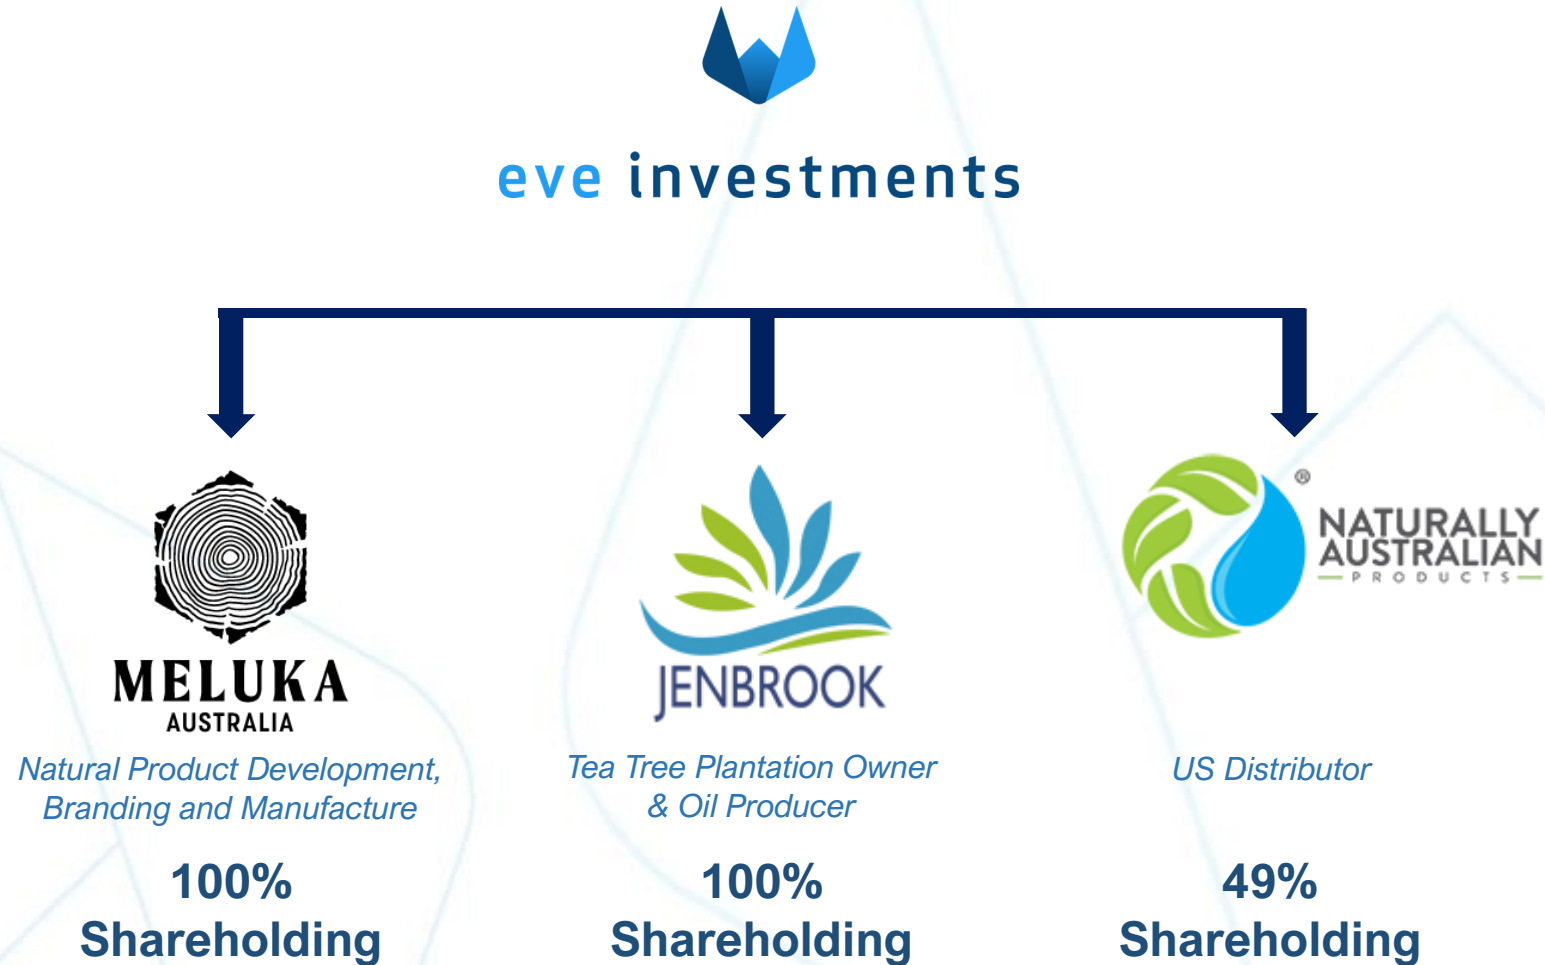 eve investments
MELUKA
AUSTRALIA
Natural Product Development,
Branding and Manufacture
100%
Shareholding
JENBROOK
Tea Tree Plantation Owner
& Oil Producer
100%
Shareholding
®
NATURALLY
AUSTRALIAN
PRODUCTS
US Distributor
49%
Shareholding